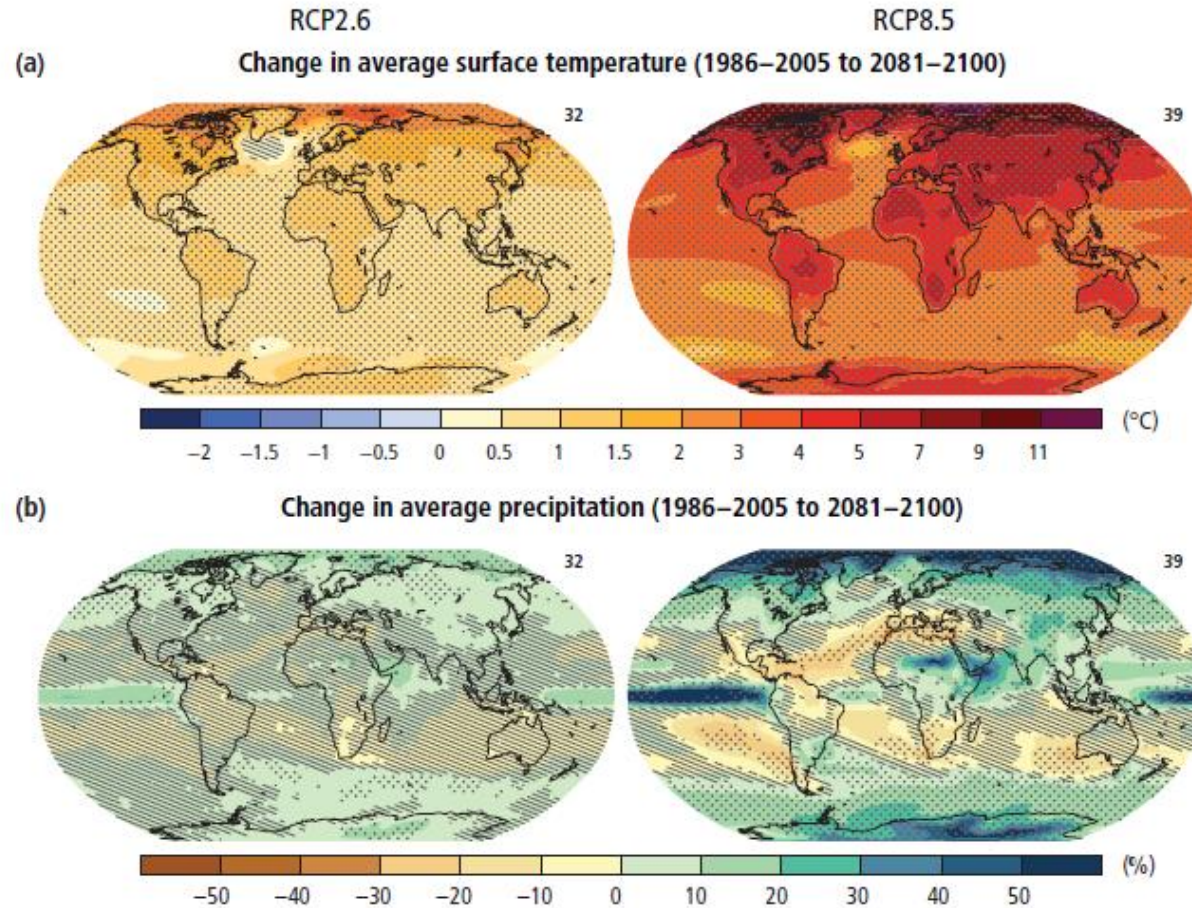 RCP2.6 RCP8.5
(a) Change in average surface temperature (1986–2005 to 2081–2100)
32 39
(°C)
−2 −1.5 −1 −0.5 0 0.5 1 1.5 2 3 4 5 7 9 11
(b) Change in average precipitation (1986–2005 to 2081–2100)
32 39
(%)
−50 −40 −30 −20 −10 0 10 20 30 40 50